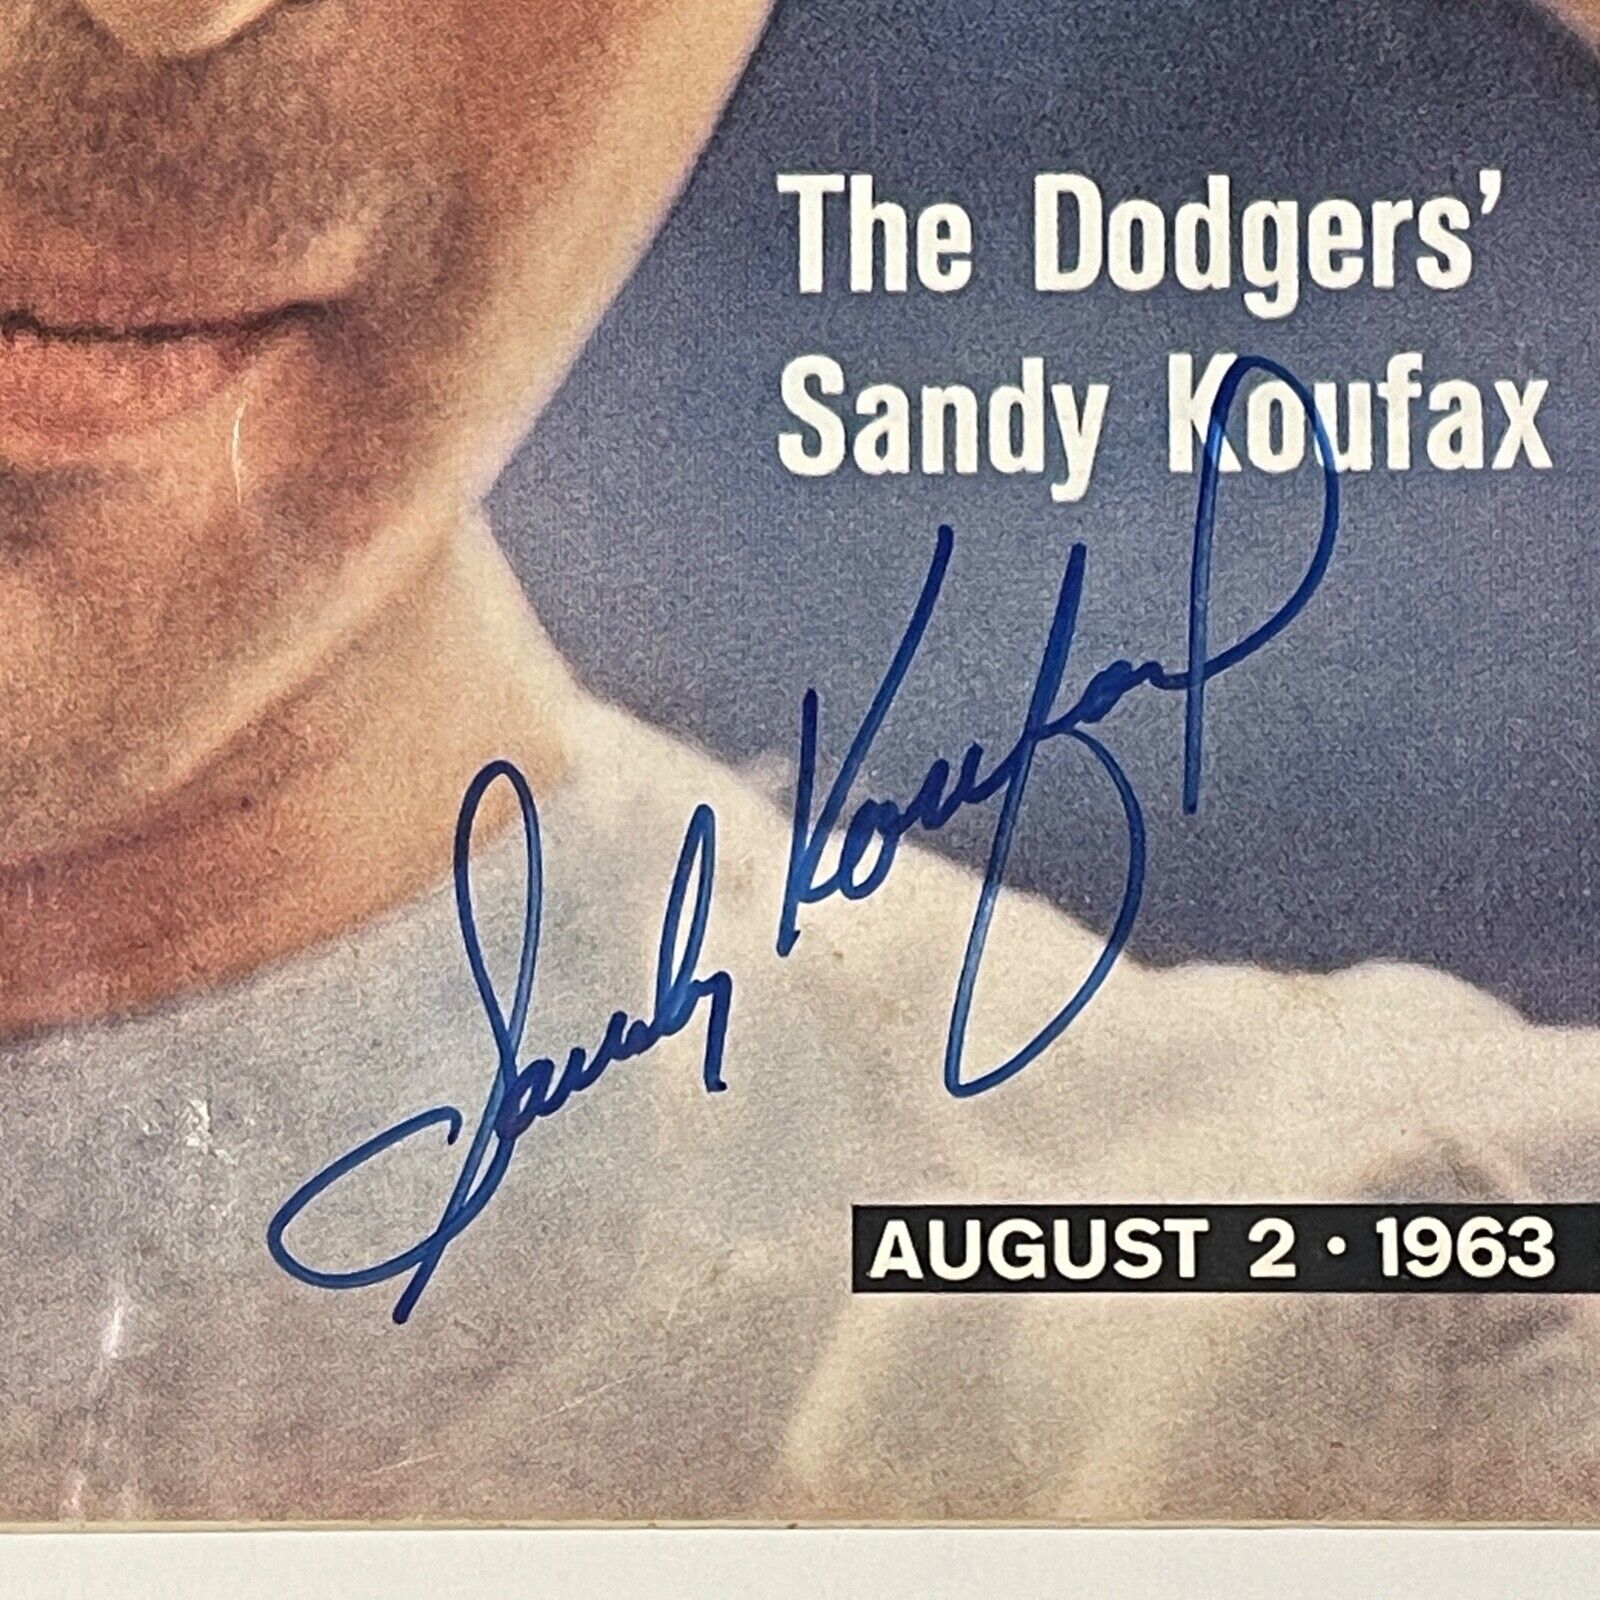 The Dodgers'
Sandy Koufax
Sandy Koufax
AUGUST 2 • 1963